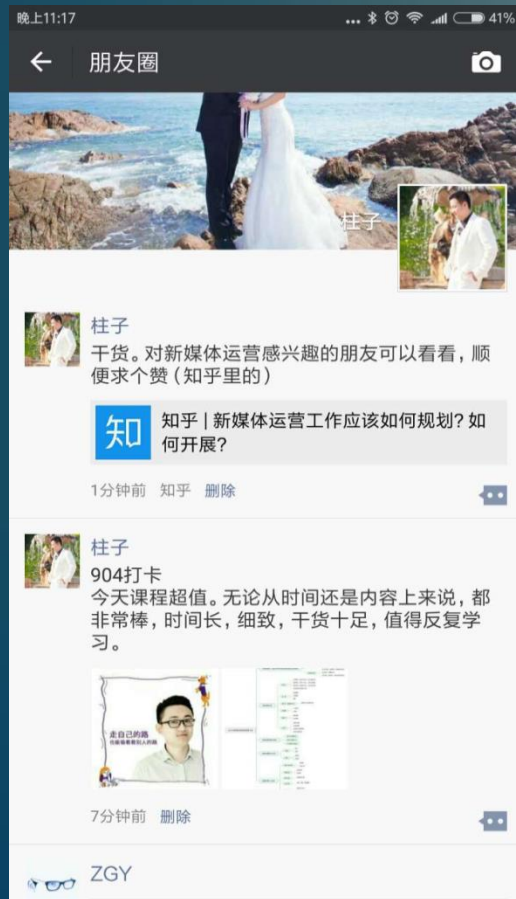 晚上11:17
... 41%
朋友圈
柱子
柱子
干货。对新媒体运营感兴趣的朋友可以看看，顺
便求个赞（知乎里的）
知
知乎 | 新媒体运营工作应该如何规划？如
何开展？
1分钟前 知乎 删除
柱子
904打卡
今天课程超值。无论从时间还是内容上来说，都
非常棒，时间长，细致，干货十足，值得反复学
习。
走自己的路
7分钟前 删除
ZGY